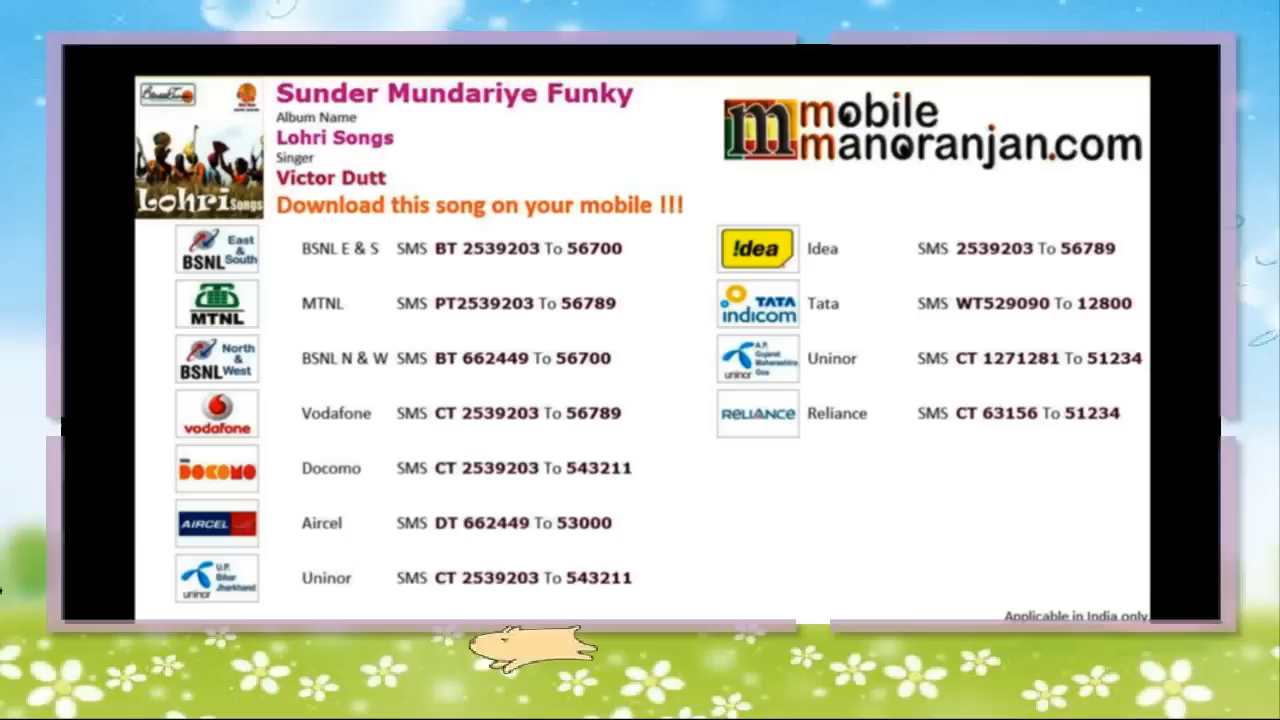 Sunder Mundariye Funky
Album Name
Lohri Songs
Singer
Victor Dutt
Download this song on your mobile !!!
m mobile
manoranjan.com
Lohri Songs
East & South BSNL BSNL E & S SMS BT 2539203 To 56700
MTNL MTNL SMS PT2539203 To 56789
North & West BSNL BSNL N & W SMS BT 662449 To 56700
vodafone Vodafone SMS CT 2539203 To 56789
DOCOMO Docomo SMS CT 2539203 To 543211
AIRCEL Aircel SMS DT 662449 To 53000
uninor U.P. Bihar Jharkhand Uninor SMS CT 2539203 To 543211
!dea Idea SMS 2539203 To 56789
TATA indicom Tata SMS WT529090 To 12800
uninor A.P. Gujarat Maharashtra Goa Uninor SMS CT 1271281 To 51234
RELIANCE Reliance SMS CT 63156 To 51234
Applicable in India only